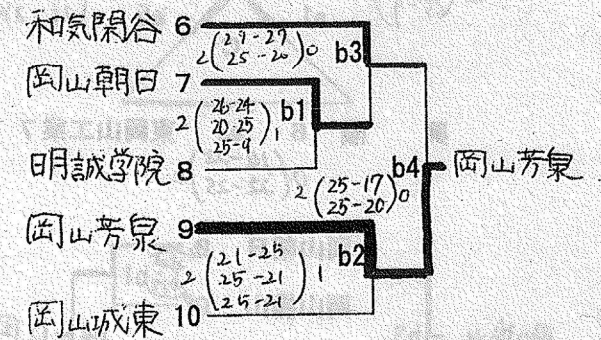 和気閑谷 6
2 (29-27 25-20) 0 b3
岡山朝日 7
2 (26-24 20-25 25-9) 1 b1
明誠学院 8
2 (25-17 25-20) 0 b4 岡山芳泉
岡山芳泉 9
2 (21-25 25-21 25-21) 1 b2
岡山城東 10